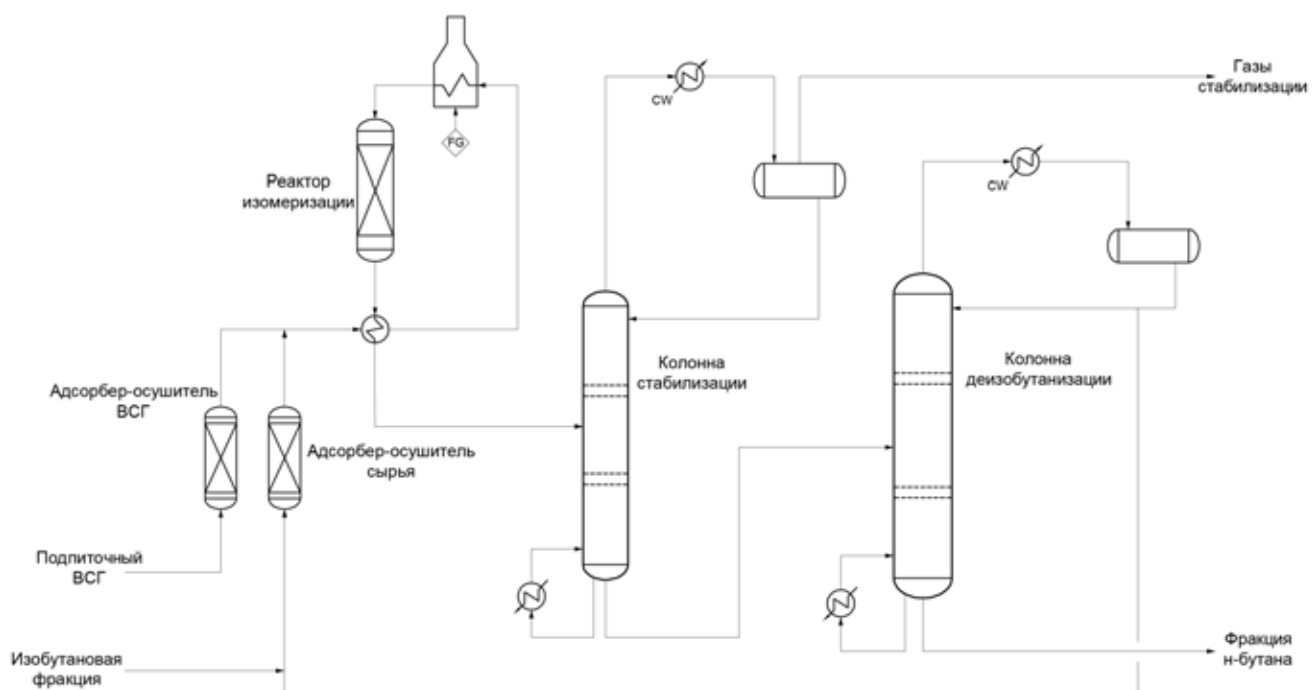 Газы
стабилизации
CW
FG
CW
Реактор
изомеризации
Колонна
стабилизации
Колонна
деизобутанизации
Адсорбер-осушитель
ВСГ
Адсорбер-осушитель
сырья
Подпиточный
ВСГ
Изобутановая
фракция
Фракция
н-бутана